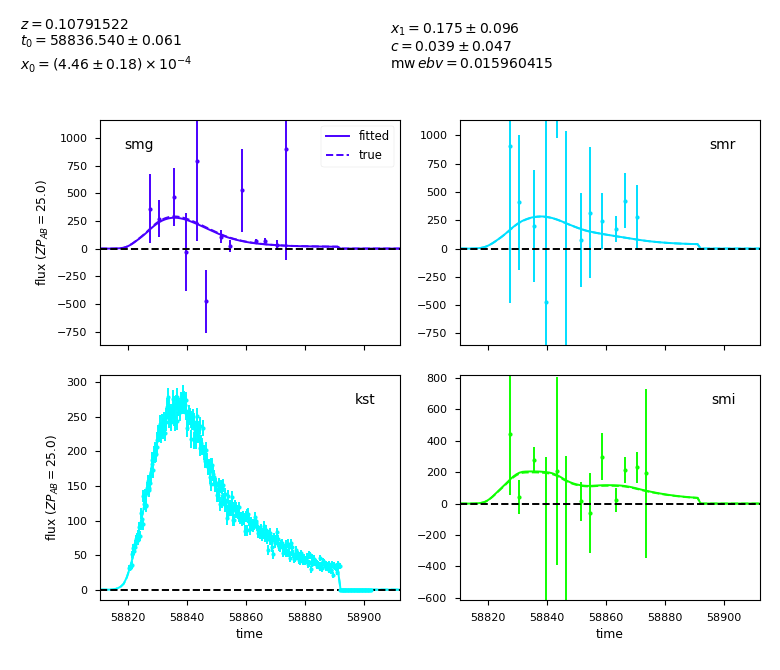 z = 0.10791522
t₀ = 58836.540 ± 0.061
x₀ = (4.46 ± 0.18) × 10⁻⁴
x₁ = 0.175 ± 0.096
c = 0.039 ± 0.047
mw ebv = 0.015960415
smg
fitted
true
1000
750
500
250
0
−250
−500
−750
flux (ZP_AB = 25.0)
smr
1000
750
500
250
0
−250
−500
−750
kst
300
250
200
150
100
50
0
flux (ZP_AB = 25.0)
58820 58840 58860 58880 58900
time
smi
800
600
400
200
0
−200
−400
−600
58820 58840 58860 58880 58900
time